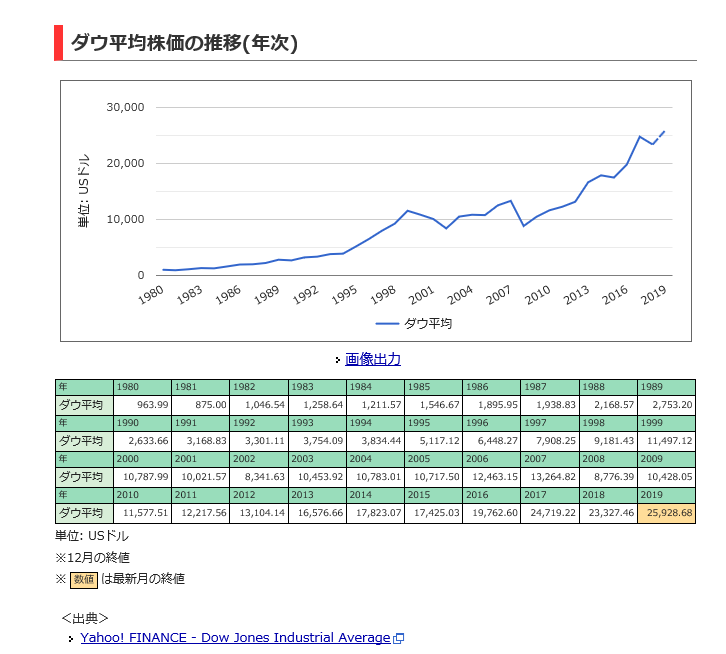 ダウ平均株価の推移(年次)
30,000
20,000
10,000
0
単位: USドル
1980 1983 1986 1989 1992 1995 1998 2001 2004 2007 2010 2013 2016 2019
ダウ平均
画像出力
年 1980 1981 1982 1983 1984 1985 1986 1987 1988 1989
ダウ平均 963.99 875.00 1,046.54 1,258.64 1,211.57 1,546.67 1,895.95 1,938.83 2,168.57 2,753.20
年 1990 1991 1992 1993 1994 1995 1996 1997 1998 1999
ダウ平均 2,633.66 3,168.83 3,301.11 3,754.09 3,834.44 5,117.12 6,448.27 7,908.25 9,181.43 11,497.12
年 2000 2001 2002 2003 2004 2005 2006 2007 2008 2009
ダウ平均 10,787.99 10,021.57 8,341.63 10,453.92 10,783.01 10,717.50 12,463.15 13,264.82 8,776.39 10,428.05
年 2010 2011 2012 2013 2014 2015 2016 2017 2018 2019
ダウ平均 11,577.51 12,217.56 13,104.14 16,576.66 17,823.07 17,425.03 19,762.60 24,719.22 23,327.46 25,928.68
単位: USドル
※12月の終値
※ 数値 は最新月の終値
＜出典＞
Yahoo! FINANCE - Dow Jones Industrial Average